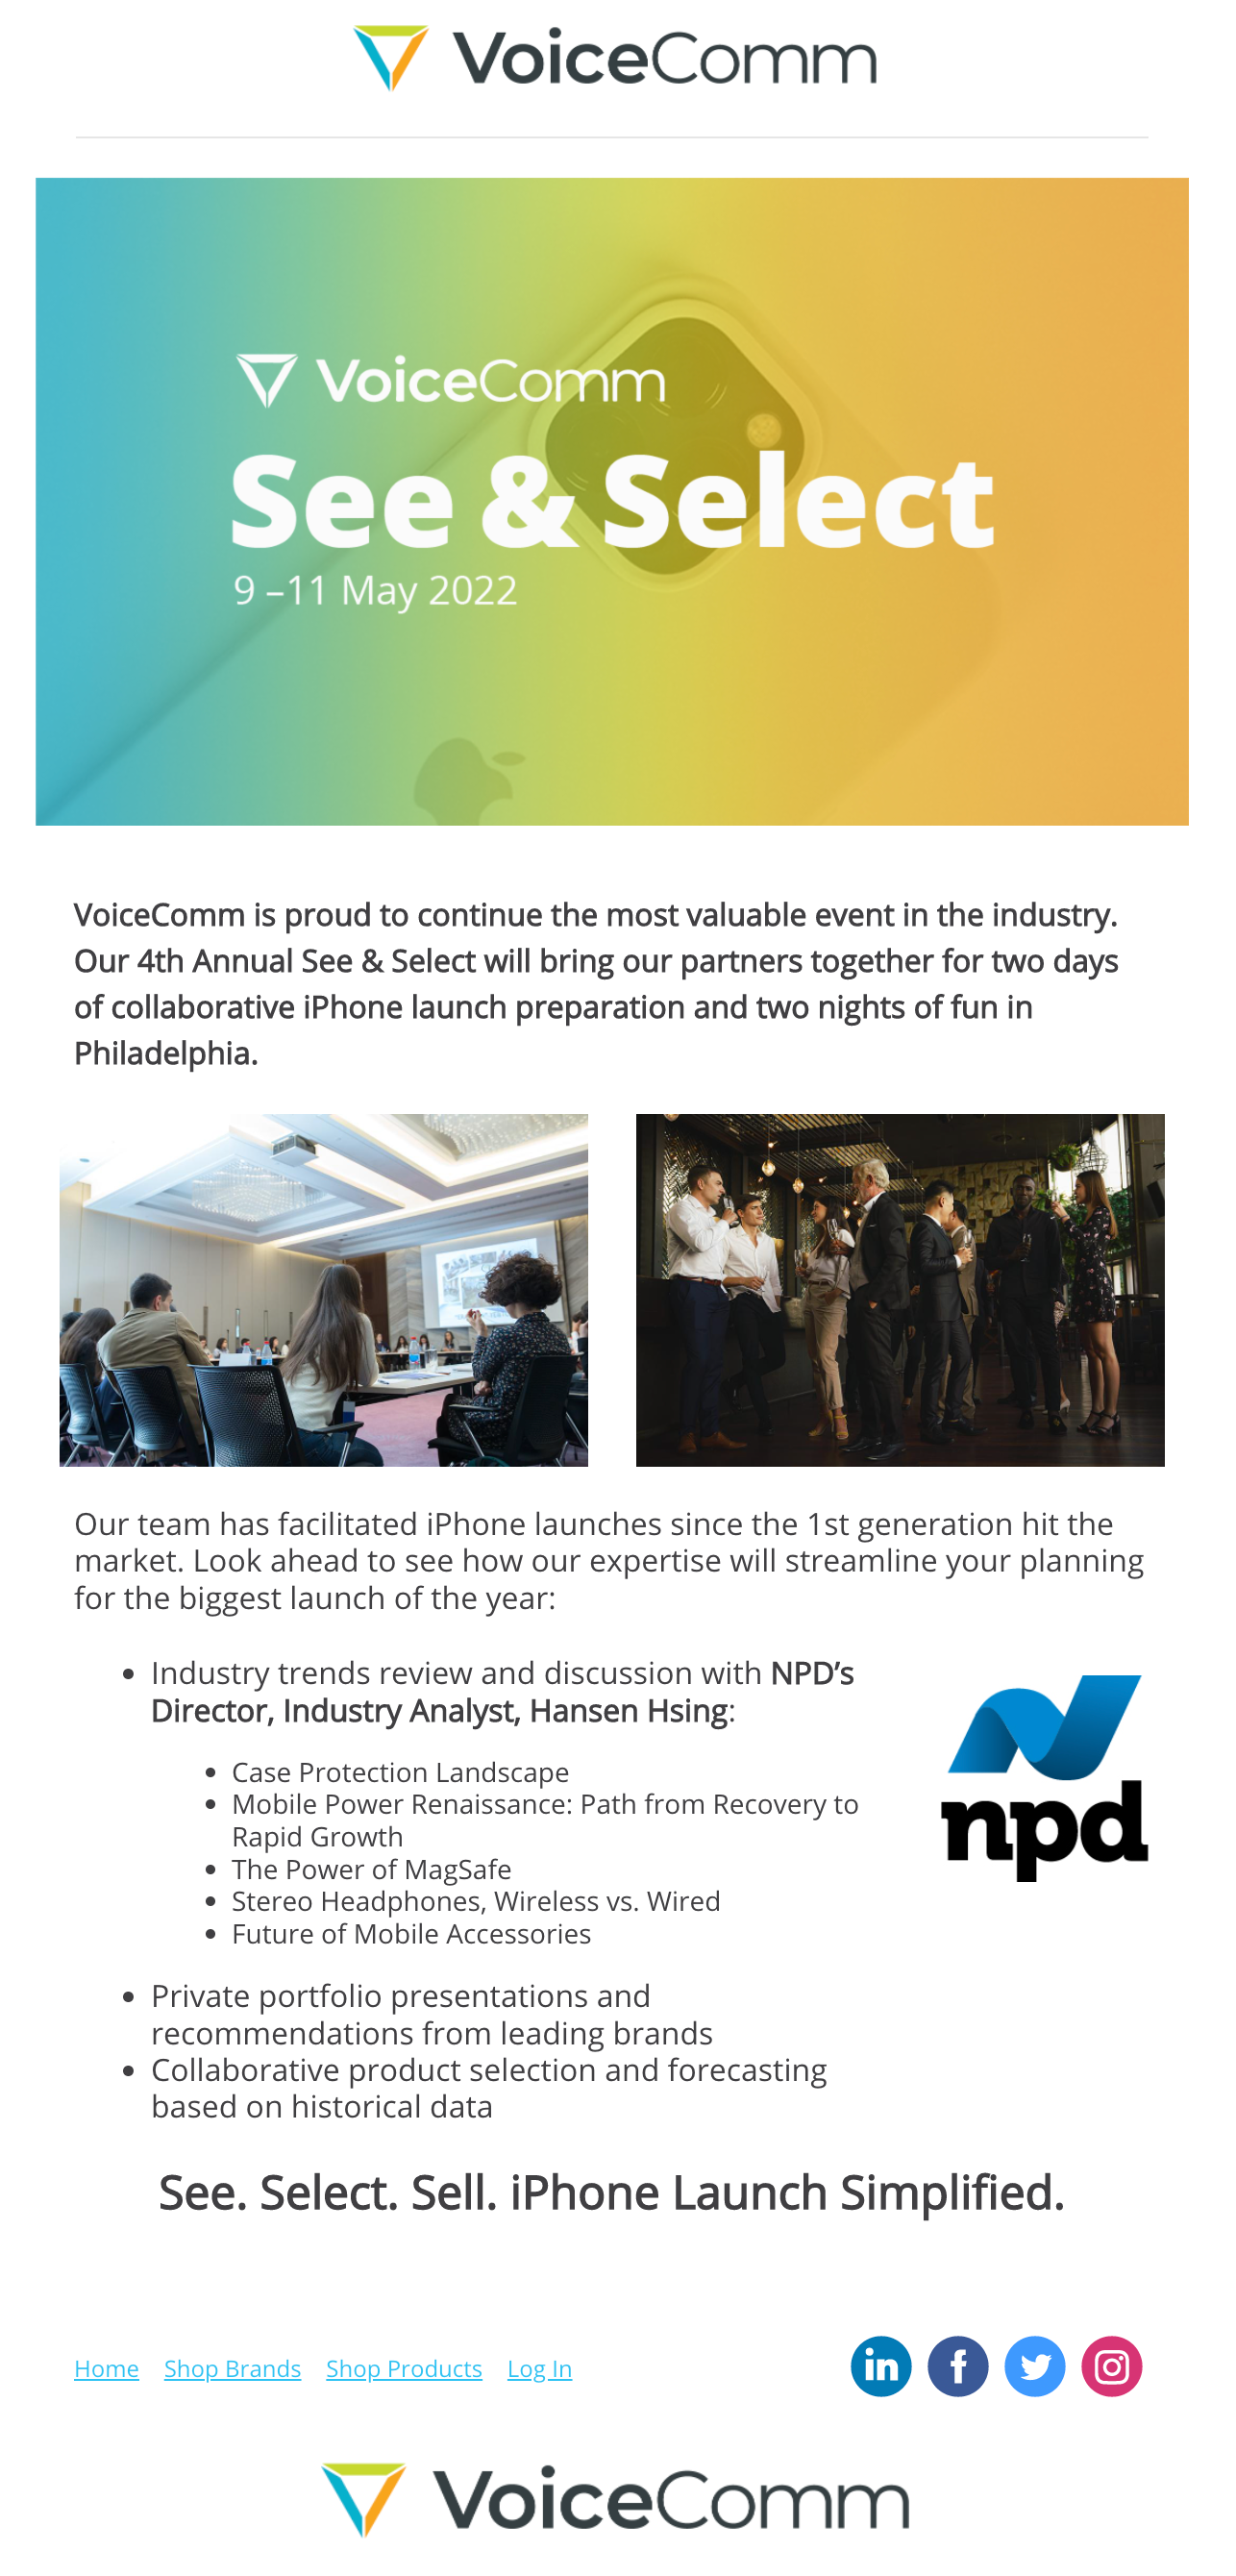 VoiceComm
VoiceComm
See & Select
9 –11 May 2022
VoiceComm is proud to continue the most valuable event in the industry.
Our 4th Annual See & Select will bring our partners together for two days
of collaborative iPhone launch preparation and two nights of fun in
Philadelphia.
Our team has facilitated iPhone launches since the 1st generation hit the
market. Look ahead to see how our expertise will streamline your planning
for the biggest launch of the year:
• Industry trends review and discussion with NPD’s
Director, Industry Analyst, Hansen Hsing:
• Case Protection Landscape
• Mobile Power Renaissance: Path from Recovery to
Rapid Growth
• The Power of MagSafe
• Stereo Headphones, Wireless vs. Wired
• Future of Mobile Accessories
npd
• Private portfolio presentations and
recommendations from leading brands
• Collaborative product selection and forecasting
based on historical data
See. Select. Sell. iPhone Launch Simplified.
Home Shop Brands Shop Products Log In
VoiceComm